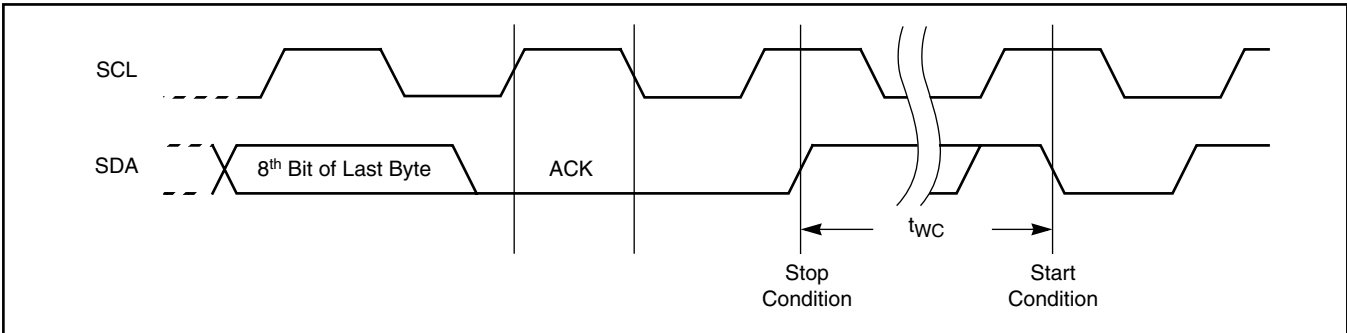 SCL
SDA
8th Bit of Last Byte
ACK
tWC
Stop
Condition
Start
Condition